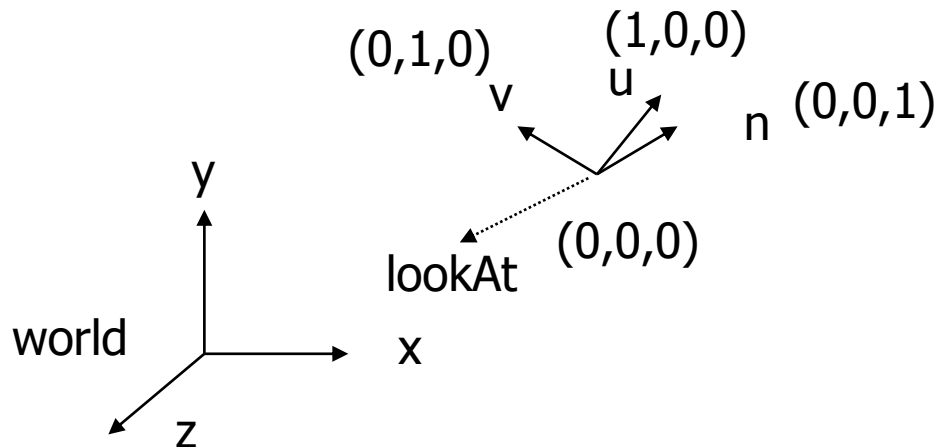 (1,0,0)
(0,1,0)
u
v
n (0,0,1)
y
(0,0,0)
lookAt
world
x
z